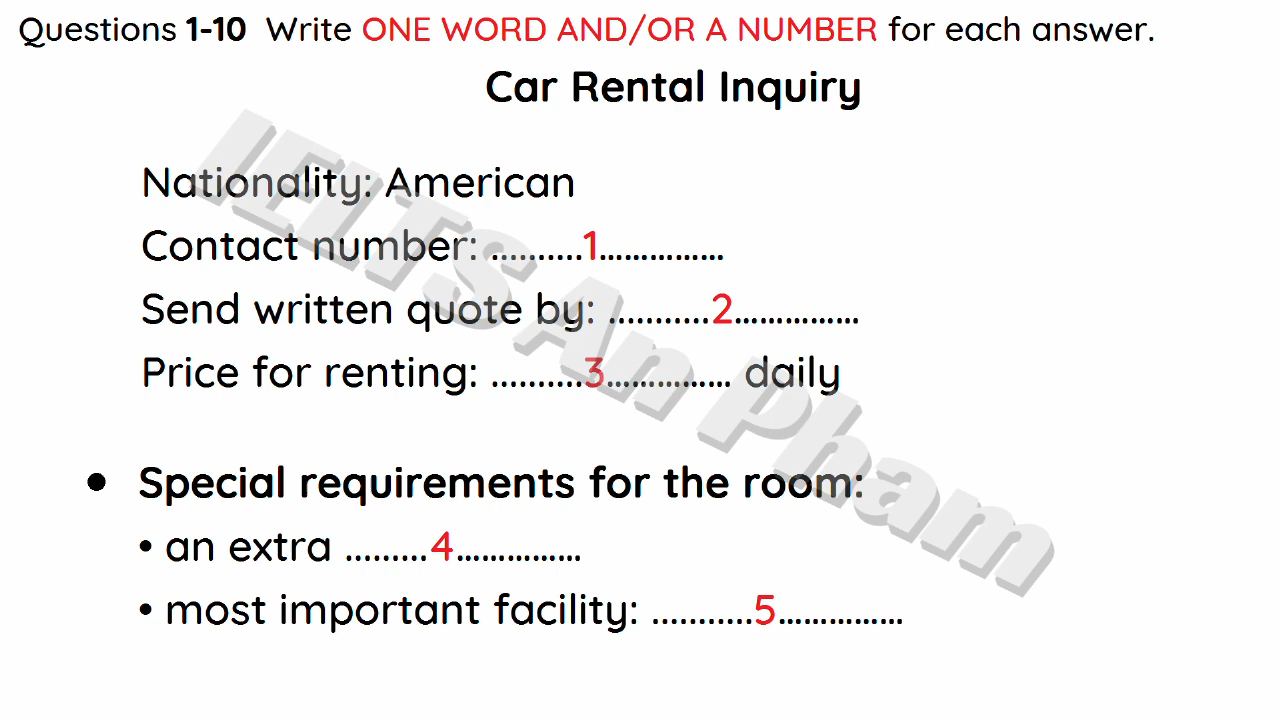 Questions 1-10 Write ONE WORD AND/OR A NUMBER for each answer.
Car Rental Inquiry
Nationality: American
Contact number: ..........1...............
Send written quote by: ..........2...............
Price for renting: ..........3............... daily
• Special requirements for the room:
• an extra .........4...............
• most important facility: ...........5...............
IELTS An Pham